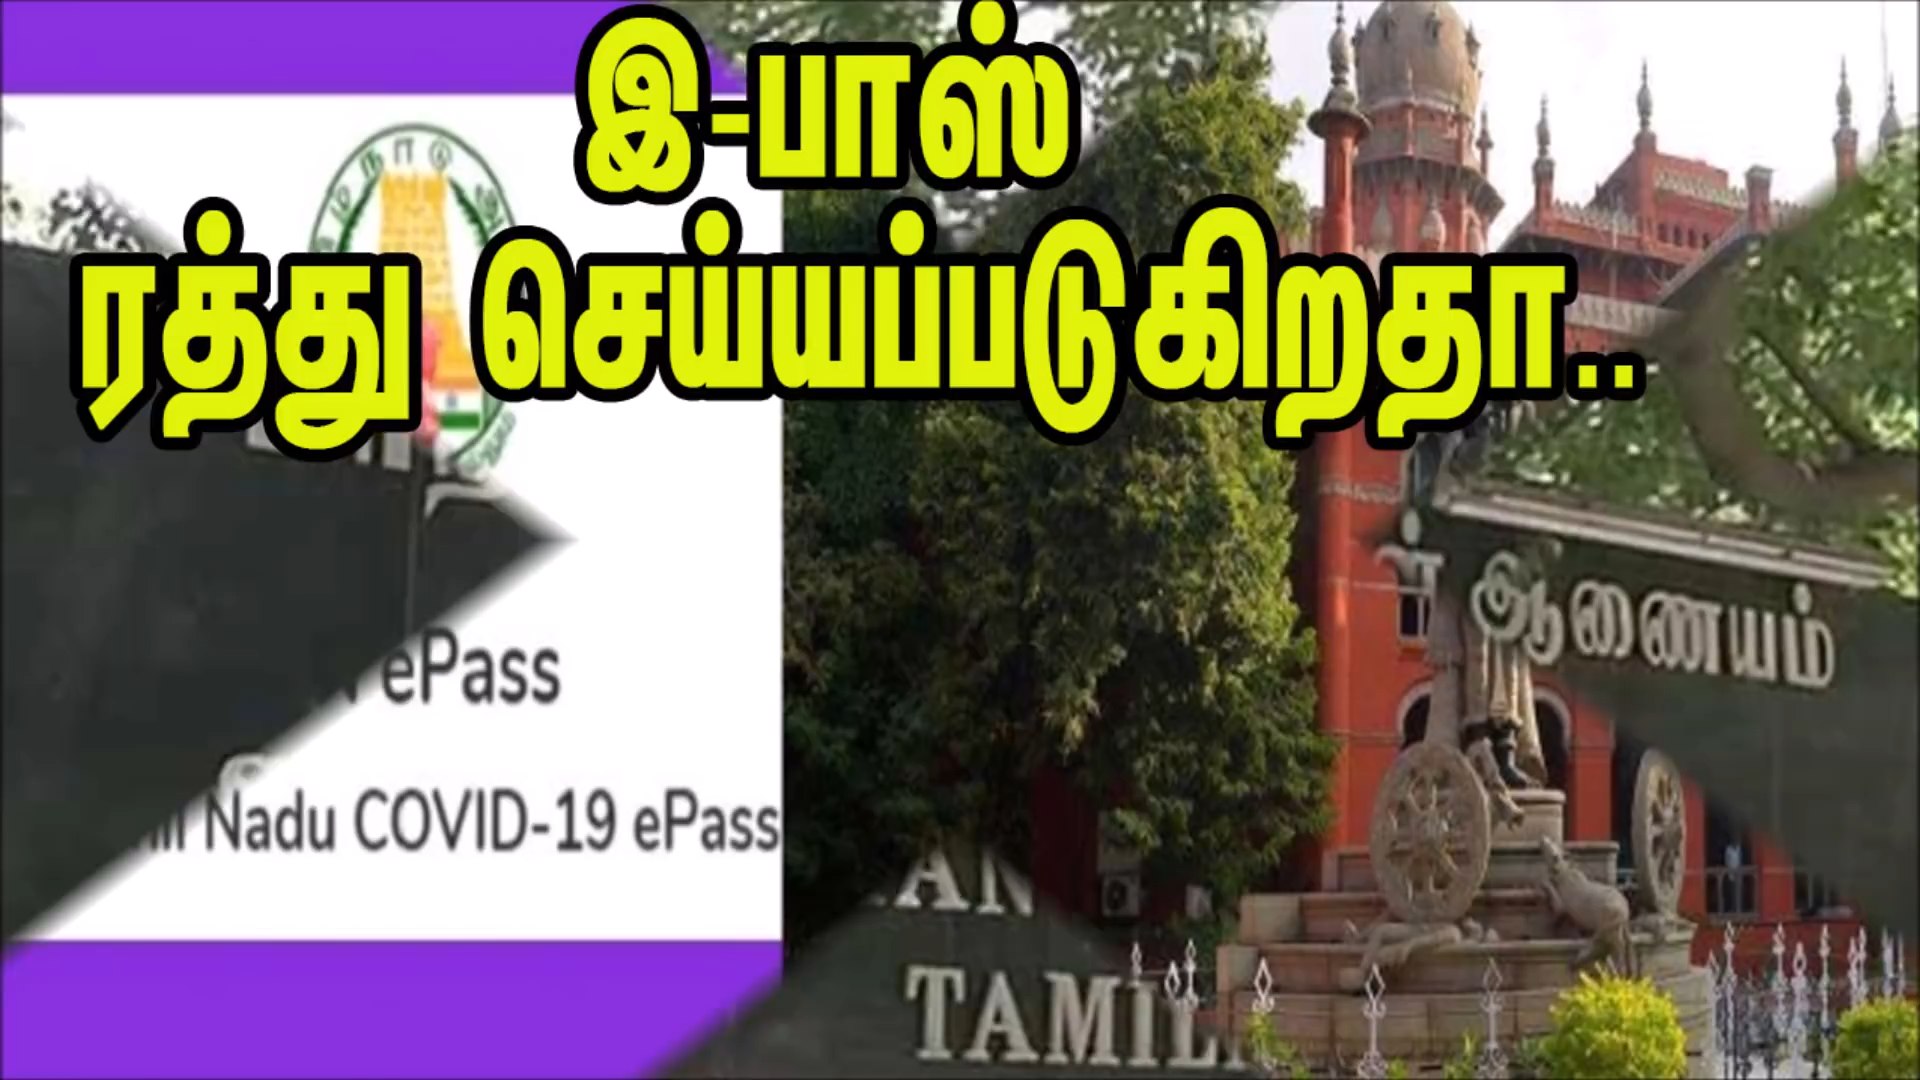 இ-பாஸ்
ரத்து செய்யப்படுகிறதா..
ஆணையம்
ePass
Nadu COVID-19 ePass
TAMIL